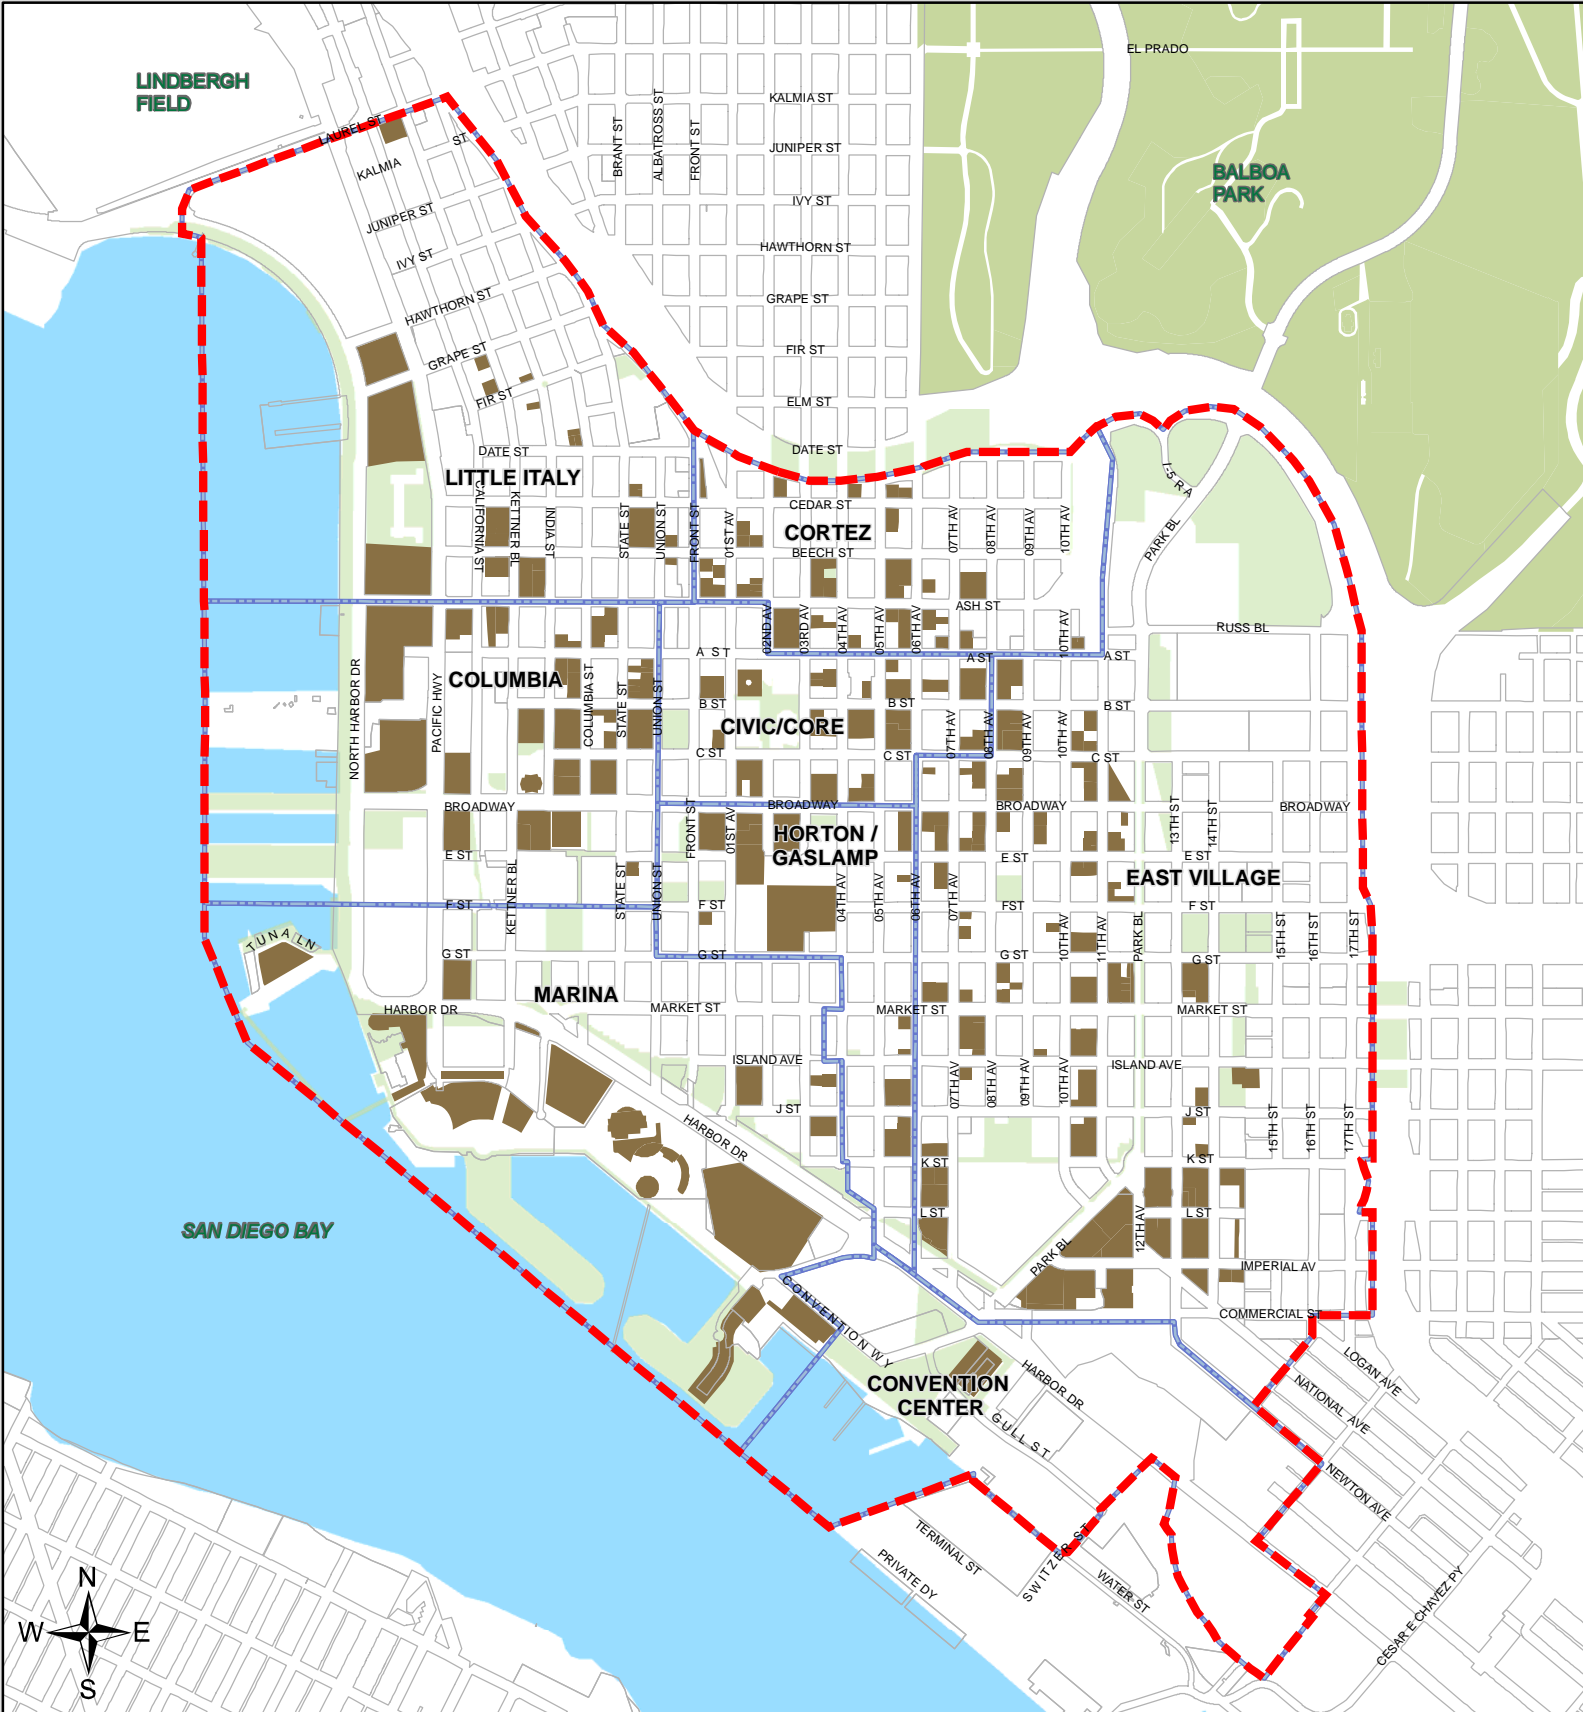 EL PRADO
LINDBERGH
FIELD
KALMIA ST
BRANT ST
ALBATROSS ST
FRONT ST
LAUREL ST
ST
JUNIPER ST
KALMIA
BALBOA
PARK
IVY ST
JUNIPER ST
HAWTHORN ST
IVY ST
GRAPE ST
HAWTHORN ST
FIR ST
GRAPE ST
FIR ST
ELM ST
DATE ST
DATE ST
LITTLE ITALY
I-5 RA
CEDAR ST
CALIFORNIA ST
KETTNER BL
INDIA ST
STATE ST
UNION ST
FRONT ST
01ST AV
CORTEZ
BEECH ST
07TH AV
08TH AV
09TH AV
10TH AV
PARK BL
ASH ST
02ND AV
03RD AV
04TH AV
05TH AV
06TH AV
10TH AV
RUSS BL
A ST
A ST
A ST
NORTH HARBOR DR
PACIFIC HWY
COLUMBIA
COLUMBIA ST
STATE ST
UNION ST
B ST
B ST
B ST
CIVIC/CORE
07TH AV
08TH AV
09TH AV
10TH AV
C ST
C ST
C ST
BROADWAY
BROADWAY
BROADWAY
BROADWAY
FRONT ST
01ST AV
HORTON /
GASLAMP
13TH ST
14TH ST
E ST
E ST
E ST
EAST VILLAGE
KETTNER BL
STATE ST
UNION ST
04TH AV
05TH AV
06TH AV
07TH AV
F ST
F ST
FST
F ST
10TH AV
11TH AV
PARK BL
15TH ST
16TH ST
17TH ST
TUNA LN
G ST
G ST
G ST
G ST
MARINA
HARBOR DR
MARKET ST
MARKET ST
MARKET ST
ISLAND AVE
ISLAND AVE
07TH AV
08TH AV
09TH AV
10TH AV
J ST
J ST
15TH ST
16TH ST
17TH ST
HARBOR DR
K ST
K ST
SAN DIEGO BAY
L ST
L ST
12TH AV
PARK BL
IMPERIAL AV
CONVENTION WY
COMMERCIAL ST
LOGAN AVE
CONVENTION
CENTER
HARBOR DR
NATIONAL AVE
GULL ST
NEWTON AVE
TERMINAL ST
SWITZER ST
PRIVATE DY
WATER ST
CESAR E CHAVEZ PY
N
W
E
S